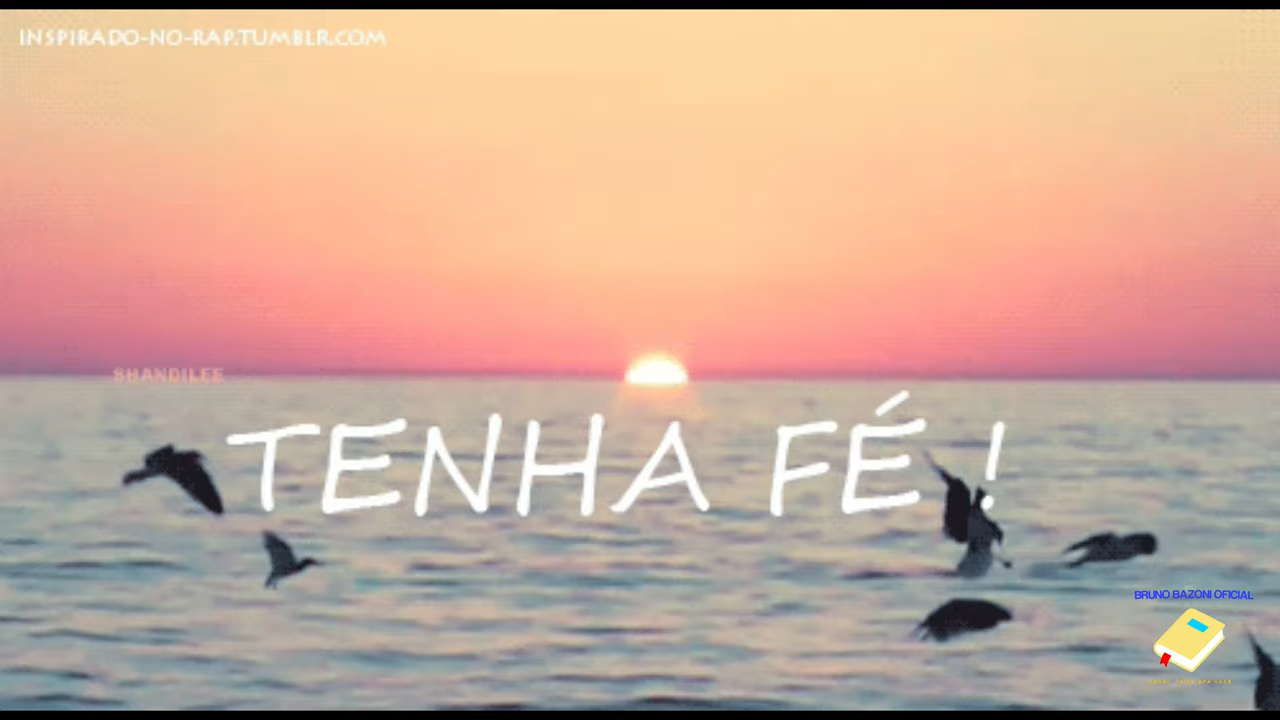 INSPIRADO-NO-RAP.TUMBLR.COM
SHANDILEE
TENHA FÉ !
BRUNO BAZONI OFICIAL